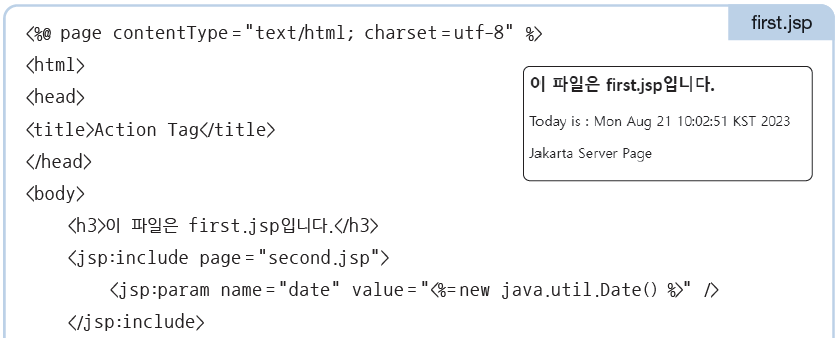 first.jsp
<%@ page contentType="text/html; charset=utf-8" %>
<html>
<head>
<title>Action Tag</title>
</head>
<body>
<h3>이 파일은 first.jsp입니다.</h3>
<jsp:include page="second.jsp">
<jsp:param name="date" value="<%=new java.util.Date() %>" />
</jsp:include>
이 파일은 first.jsp입니다.
Today is : Mon Aug 21 10:02:51 KST 2023
Jakarta Server Page